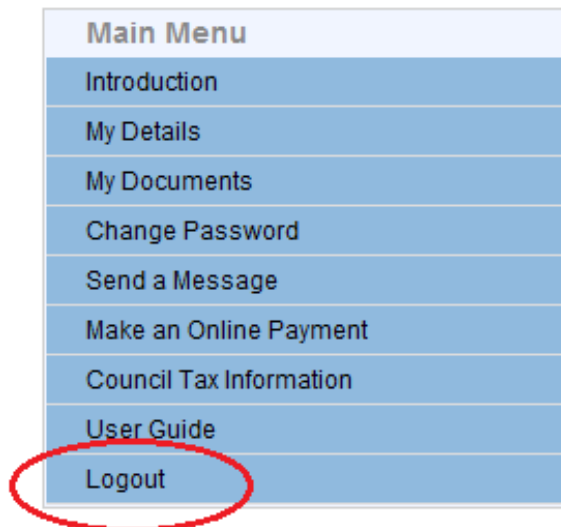 Main Menu
Introduction
My Details
My Documents
Change Password
Send a Message
Make an Online Payment
Council Tax Information
User Guide
Logout